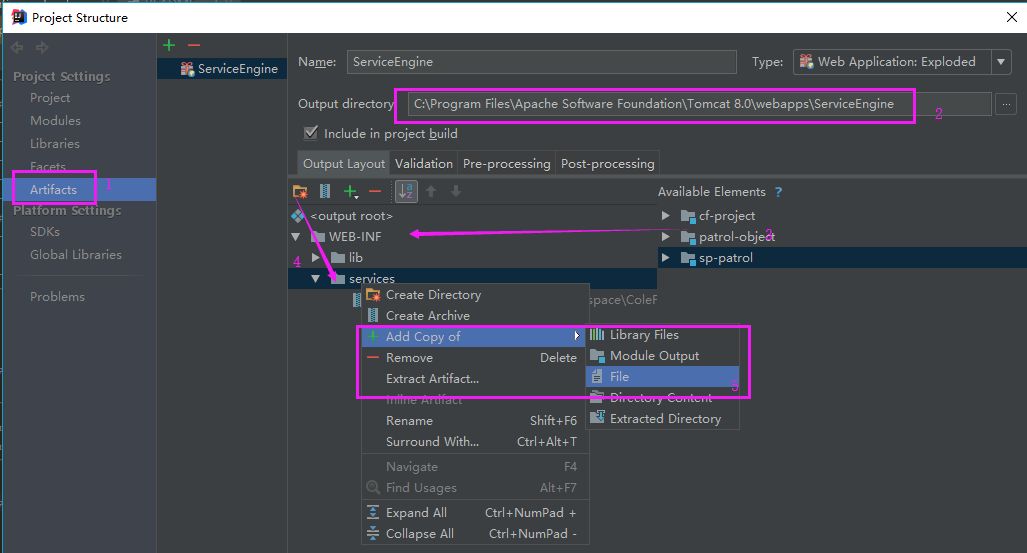 Project Structure
Project Settings
Project
Modules
Libraries
Facets
Artifacts
1
Platform Settings
SDKs
Global Libraries
Problems
ServiceEngine
Name: ServiceEngine
Type: Web Application: Exploded
Output directory C:\Program Files\Apache Software Foundation\Tomcat 8.0\webapps\ServiceEngine ...
2
Include in project build
Output Layout Validation Pre-processing Post-processing
Available Elements ?
<output root>
WEB-INF
lib
4
services
space\ColeF
cf-project
patrol-object
sp-patrol
Create Directory
Create Archive
Add Copy of
Remove Delete
Extract Artifact...
Inline Artifact
Rename Shift+F6
Surround With... Ctrl+Alt+T
Navigate F4
Find Usages Alt+F7
Expand All Ctrl+NumPad +
Collapse All Ctrl+NumPad -
Library Files
Module Output
File
Directory Content
Extracted Directory